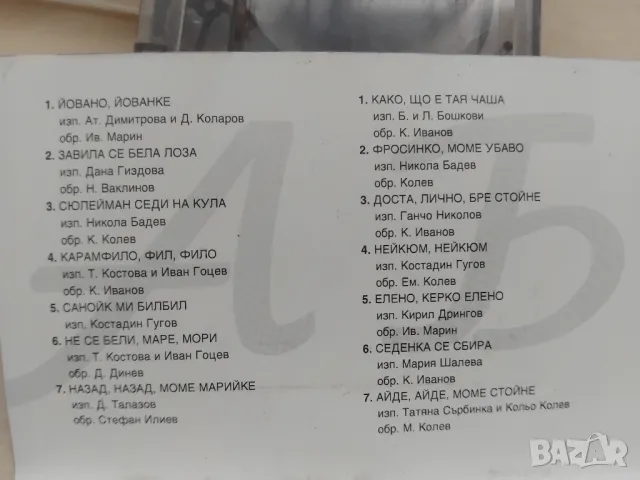 А
1. ЙОВАНО, ЙОВАНКЕ
изп. Ат. Димитрова и Д. Коларов
обр. Ив. Марин
2. ЗАВИЛА СЕ БЕЛА ЛОЗА
изп. Дана Гиздова
обр. Н. Ваклинов
3. СЮЛЕЙМАН СЕДИ НА КУЛА
изп. Никола Бадев
обр. К. Колев
4. КАРАМФИЛО, ФИЛ, ФИЛО
изп. Т. Костова и Иван Гоцев
обр. К. Иванов
5. САНОЙК МИ БИЛБИЛ
изп. Костадин Гугов
6. НЕ СЕ БЕЛИ, МАРЕ, МОРИ
изп. Т. Костова и Иван Гоцев
обр. Д. Динев
7. НАЗАД, НАЗАД, МОМЕ МАРИЙКЕ
изп. Д. Талазов
обр. Стефан Илиев
Б
1. КАКО, ЩО Е ТАЯ ЧАША
изп. Б. и Л. Бошкови
обр. К. Иванов
2. ФРОСИНКО, МОМЕ УБАВО
изп. Никола Бадев
обр. Колев
3. ДОСТА, ЛИЧНО, БРЕ СТОЙНЕ
изп. Ганчо Николов
обр. К. Иванов
4. НЕЙКЮМ, НЕЙКЮМ
изп. Костадин Гугов
обр. Ем. Колев
5. ЕЛЕНО, КЕРКО ЕЛЕНО
изп. Кирил Дрингов
обр. Ив. Марин
6. СЕДЕНКА СЕ СБИРА
изп. Мария Шалева
обр. К. Иванов
7. АЙДЕ, АЙДЕ, МОМЕ СТОЙНЕ
изп. Татяна Сърбинка и Кольо Колев
обр. М. Колев
BAZAR
bg